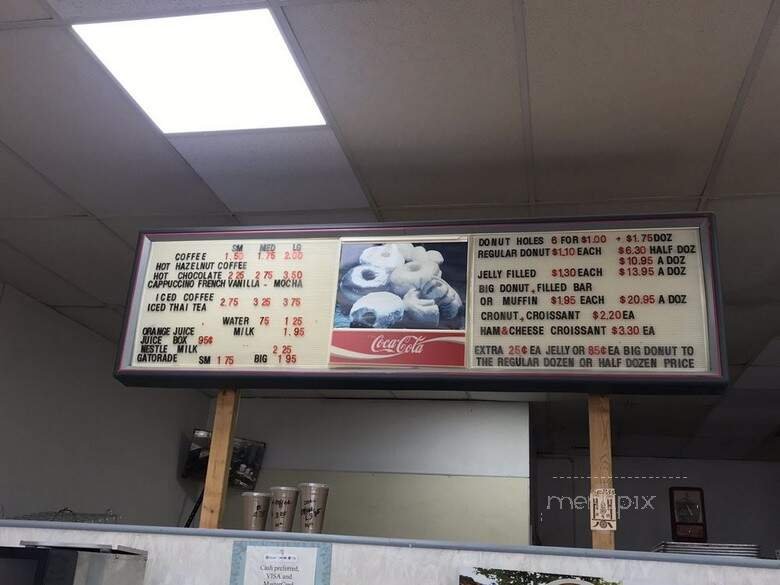 SM MED LG
COFFEE 1.50 1.75 2.00
HOT HAZELNUT COFFEE
HOT CHOCOLATE 2 25 2 75 3.50
CAPPUCCINO FRENCH VANILLA - MOCHA
ICED COFFEE 2.75 3 25 3 75
ICED THAI TEA
WATER 75 1 25
ORANGE JUICE MILK 1.95
JUICE BOX 95¢
NESTLE MILK 2 25
GATORADE SM 1 75 BIG 1 95
Coca-Cola
DONUT HOLES 6 FOR $1.00 + $1.75 DOZ
REGULAR DONUT $1.10 EACH $6.30 HALF DOZ
$10.95 A DOZ
JELLY FILLED $1.30 EACH $13.95 A DOZ
BIG DONUT, FILLED BAR
OR MUFFIN $1.95 EACH $20.95 A DOZ
CRONUT, CROISSANT $2.20 EA
HAM&CHEESE CROISSANT $3.30 EA
EXTRA 25¢ EA JELLY OR 85¢ EA BIG DONUT TO
THE REGULAR DOZEN OR HALF DOZEN PRICE
menupix
Cash preferred,
VISA and
MasterCard